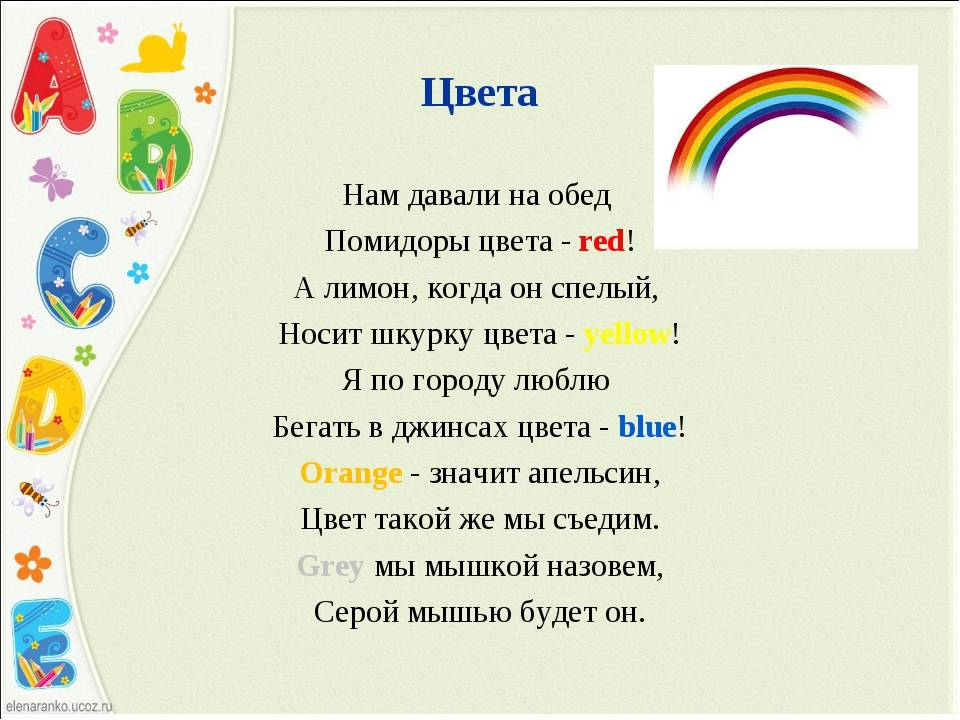 Цвета
Нам давали на обед
Помидоры цвета - red!
А лимон, когда он спелый,
Носит шкурку цвета - yellow!
Я по городу люблю
Бегать в джинсах цвета - blue!
Orange - значит апельсин,
Цвет такой же мы съедим.
Grey мы мышкой назовем,
Серой мышью будет он.
A
B
D
D
C
D
E
elenaranko.ucoz.ru